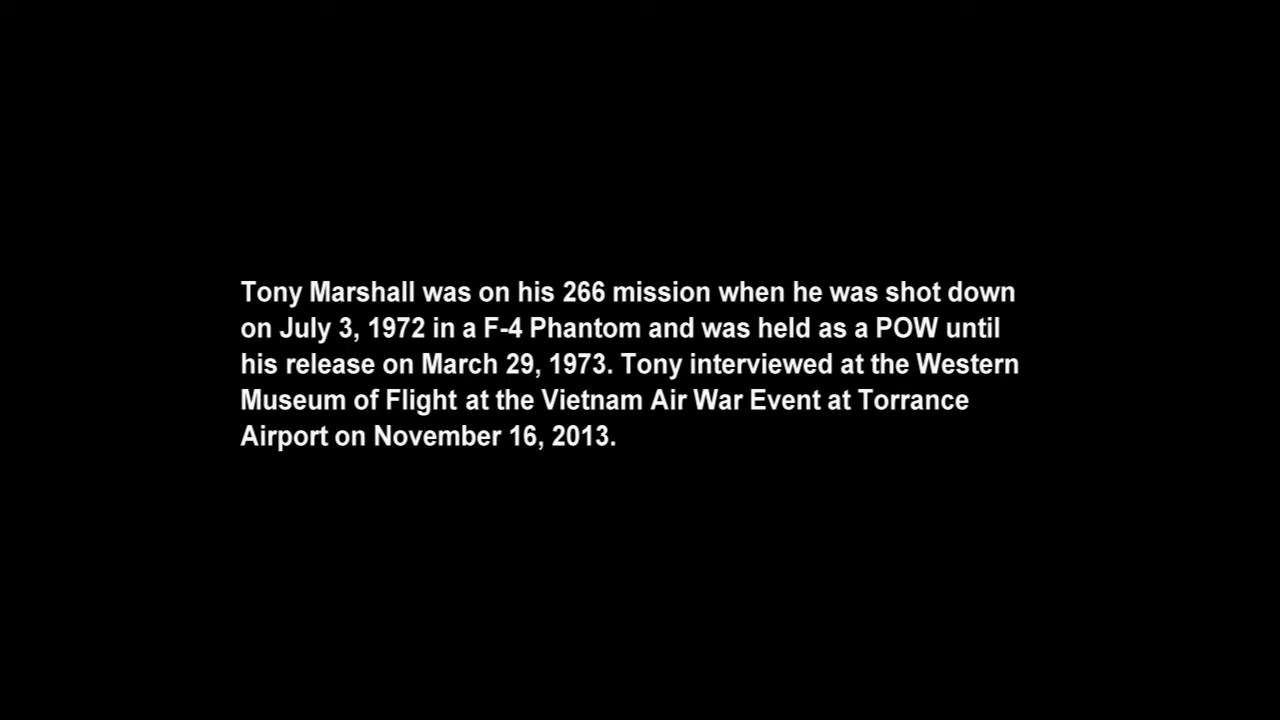 Tony Marshall was on his 266 mission when he was shot down
on July 3, 1972 in a F-4 Phantom and was held as a POW until
his release on March 29, 1973. Tony interviewed at the Western
Museum of Flight at the Vietnam Air War Event at Torrance
Airport on November 16, 2013.